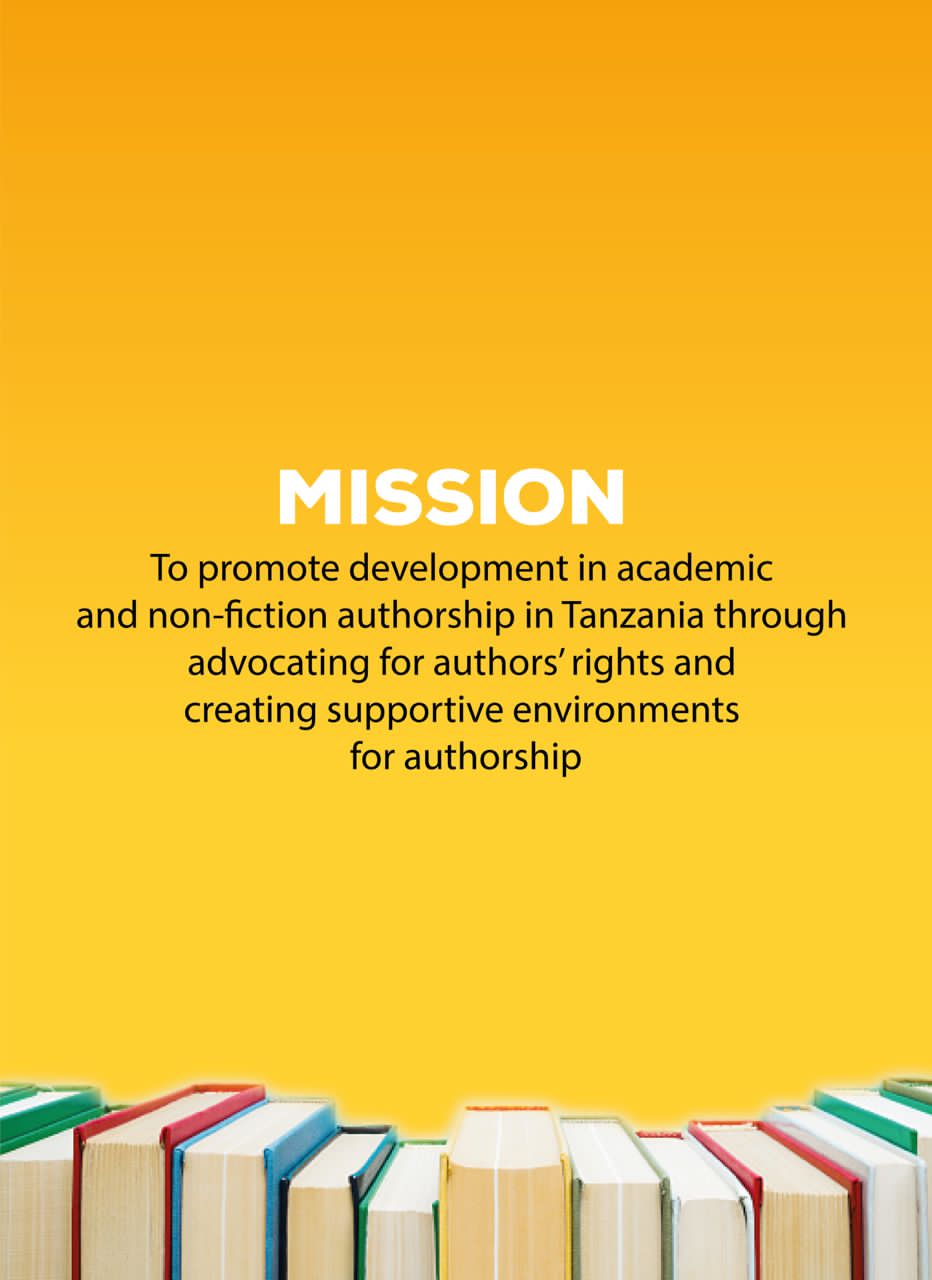 MISSION
To promote development in academic
and non-fiction authorship in Tanzania through
advocating for authors’ rights and
creating supportive environments
for authorship